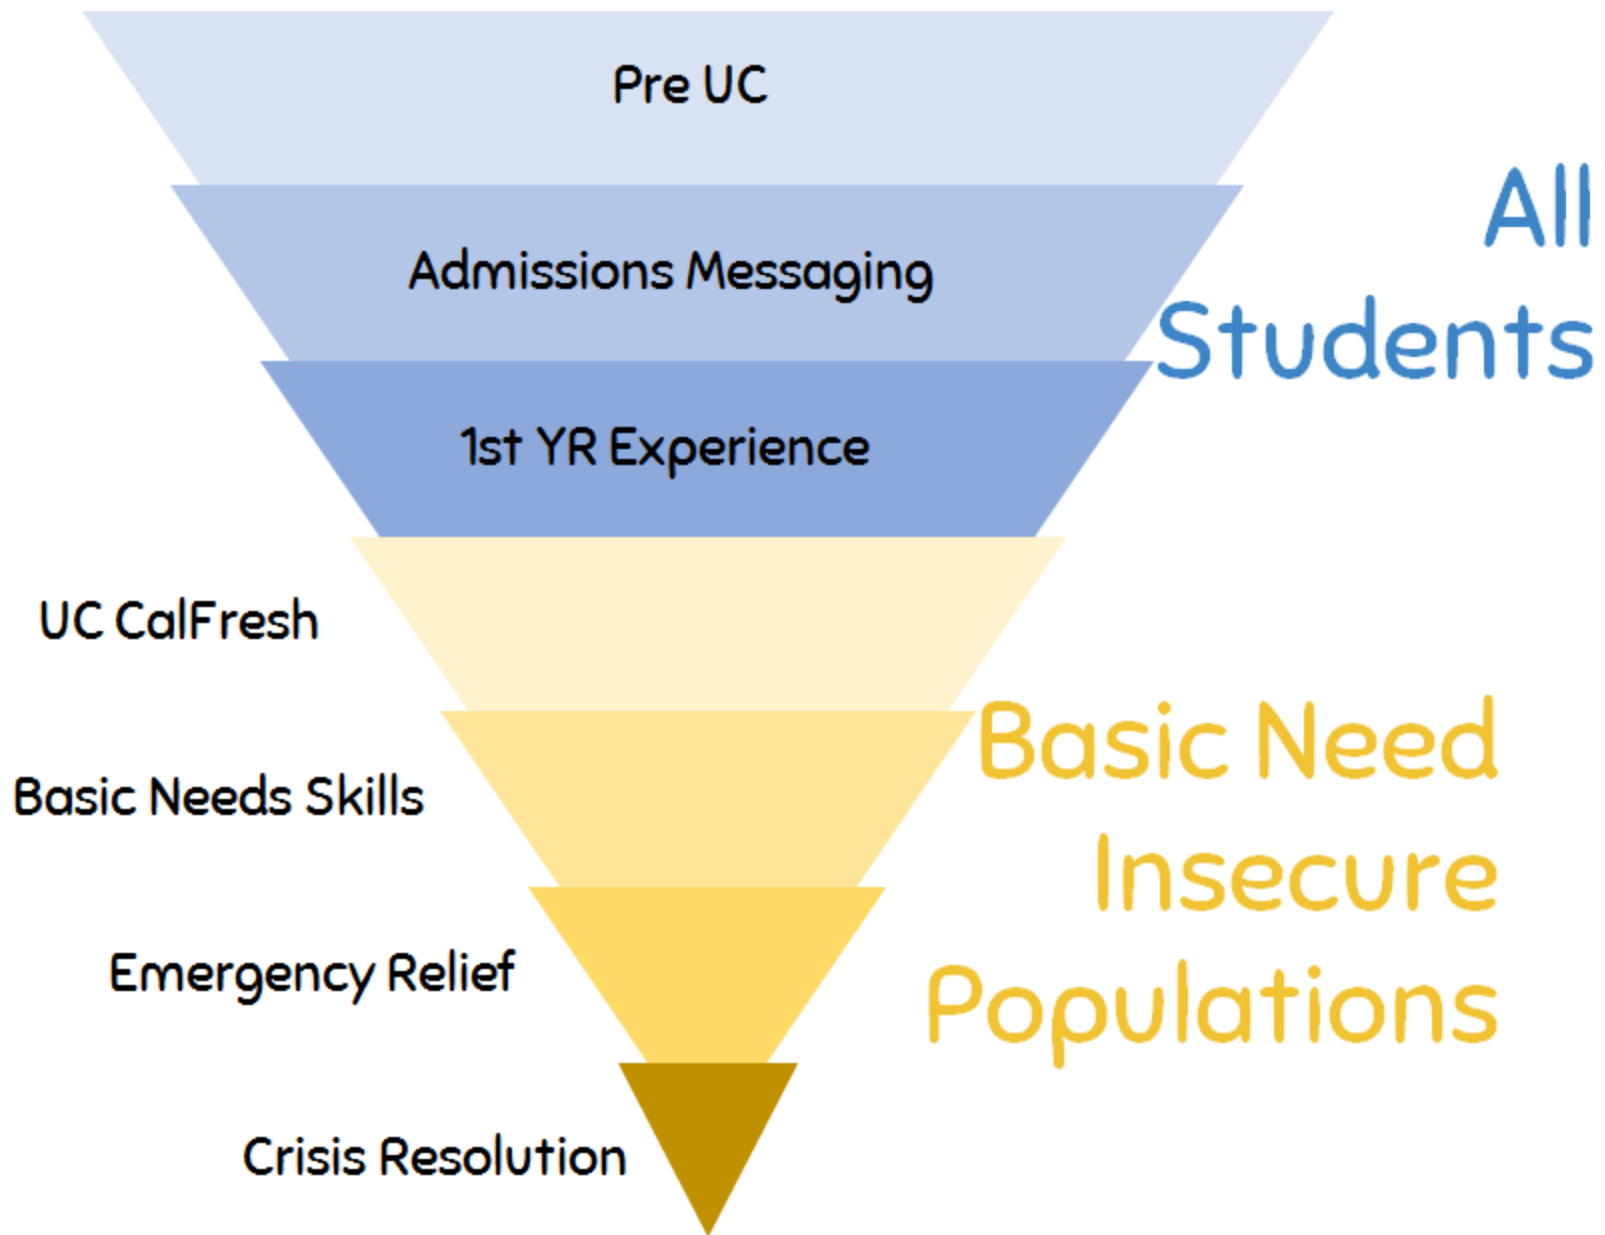 Pre UC
Admissions Messaging
1st YR Experience
All
Students
UC CalFresh
Basic Needs Skills
Emergency Relief
Crisis Resolution
Basic Need
Insecure
Populations